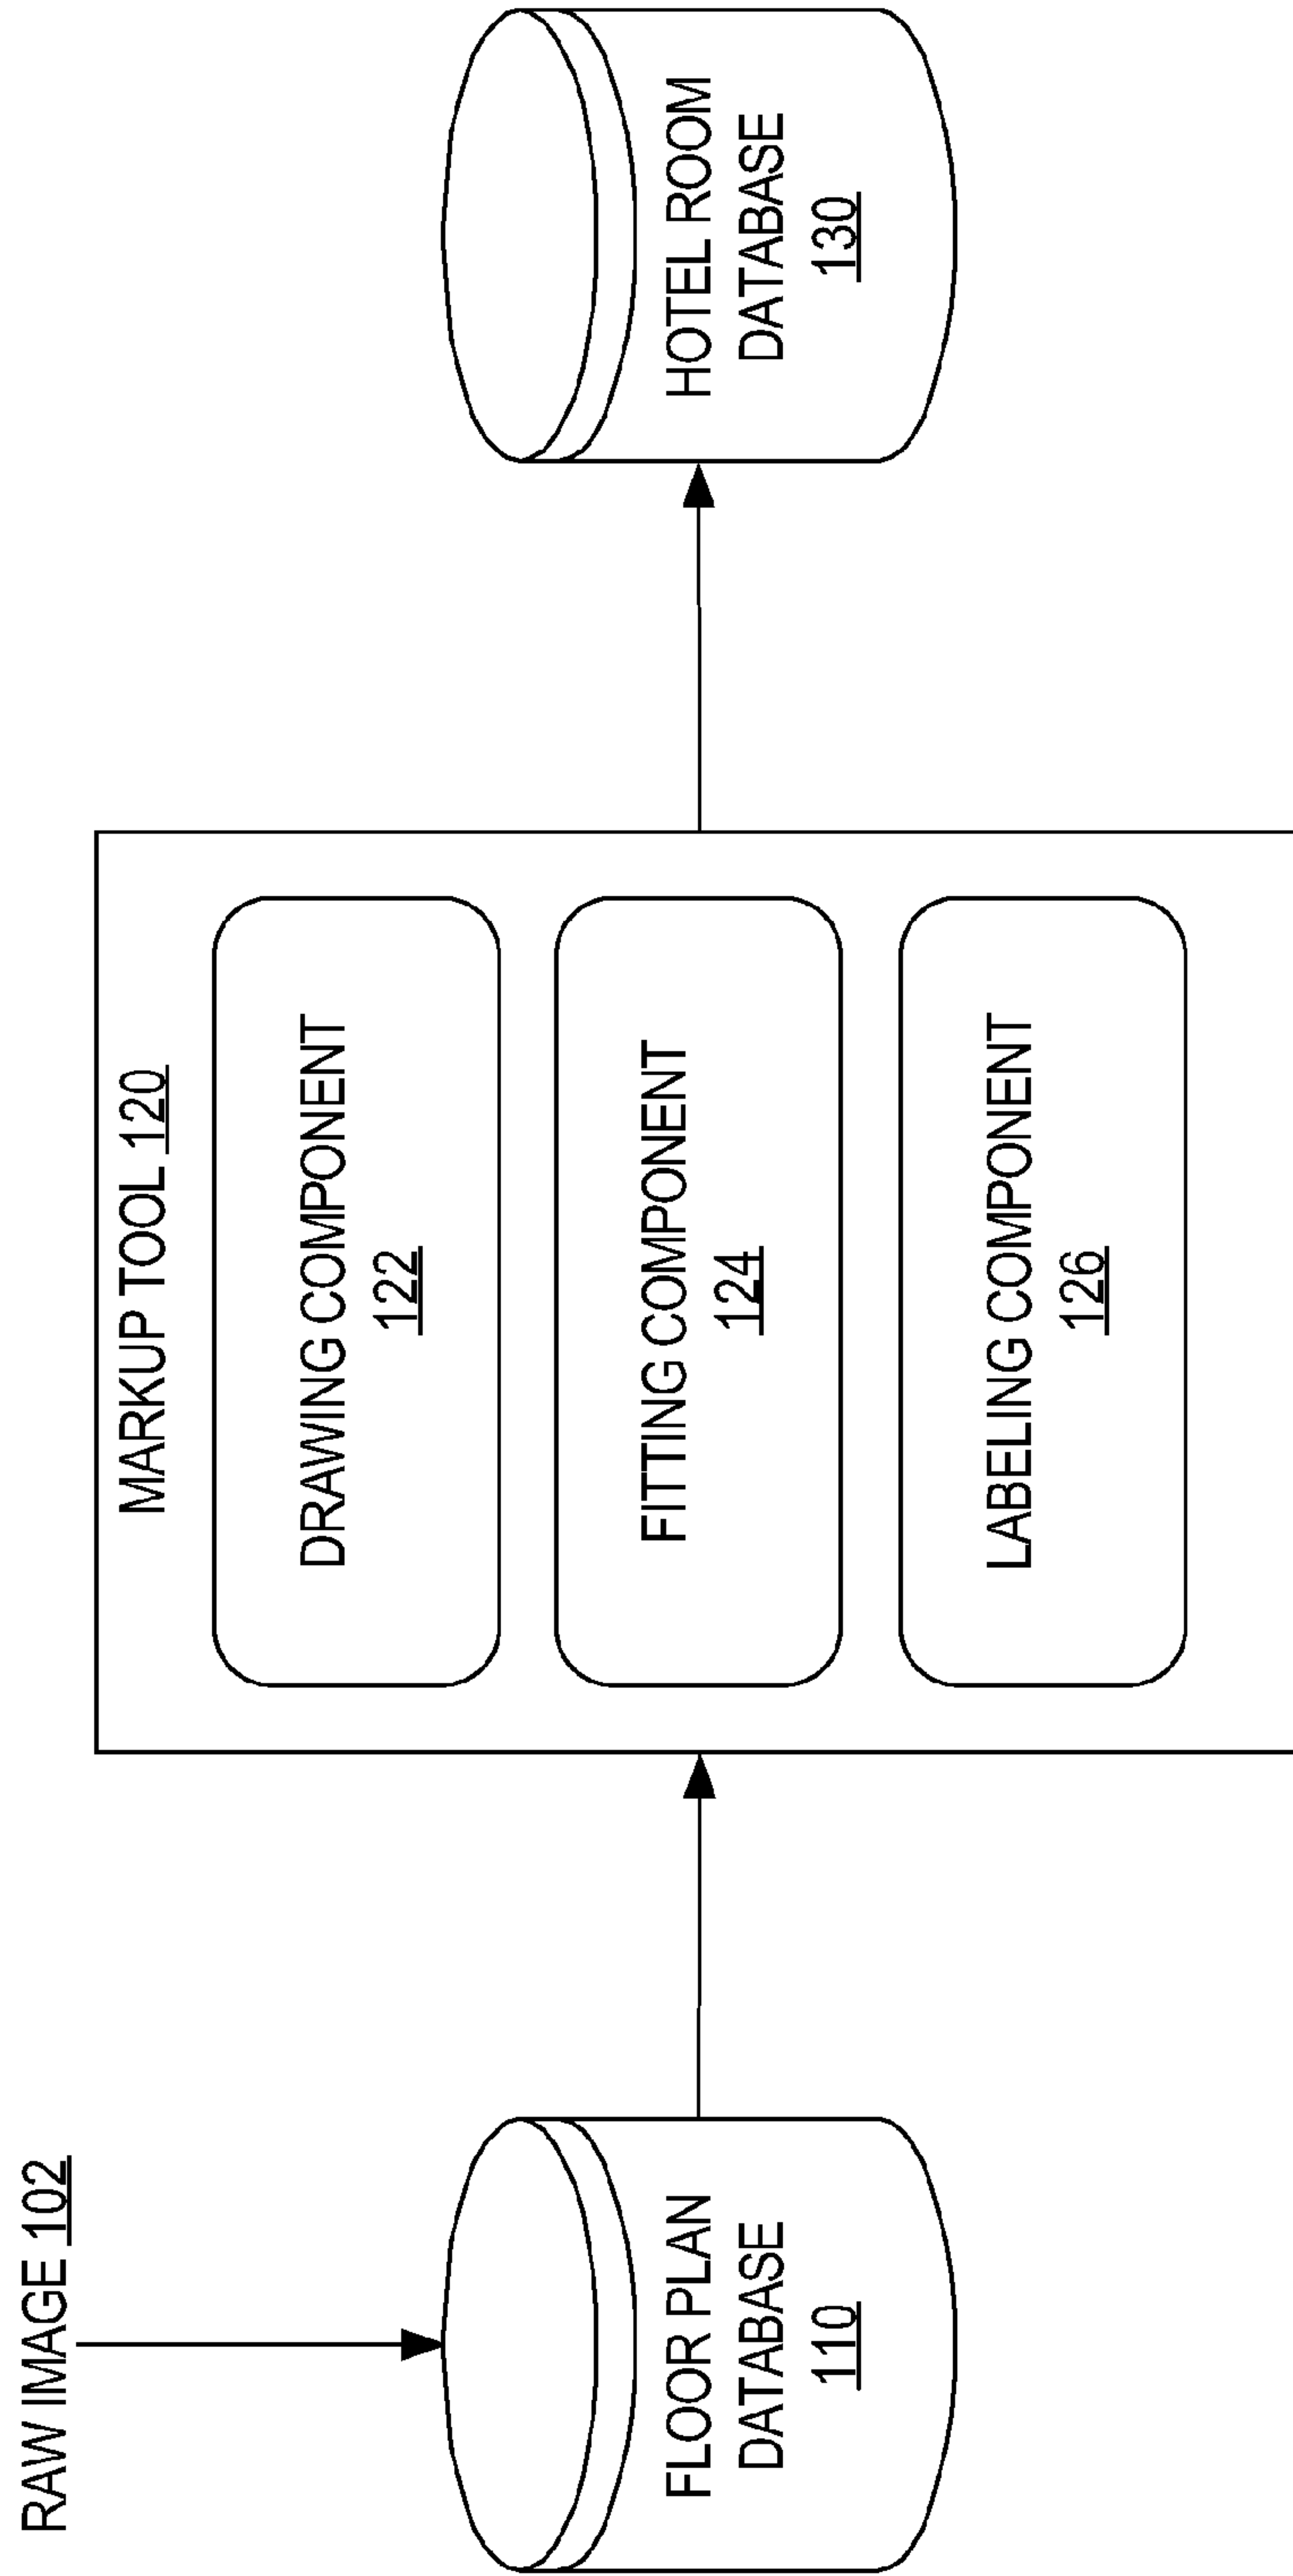 RAW IMAGE 102
FLOOR PLAN
DATABASE
110
MARKUP TOOL 120
DRAWING COMPONENT
122
FITTING COMPONENT
124
LABELING COMPONENT
126
HOTEL ROOM
DATABASE
130